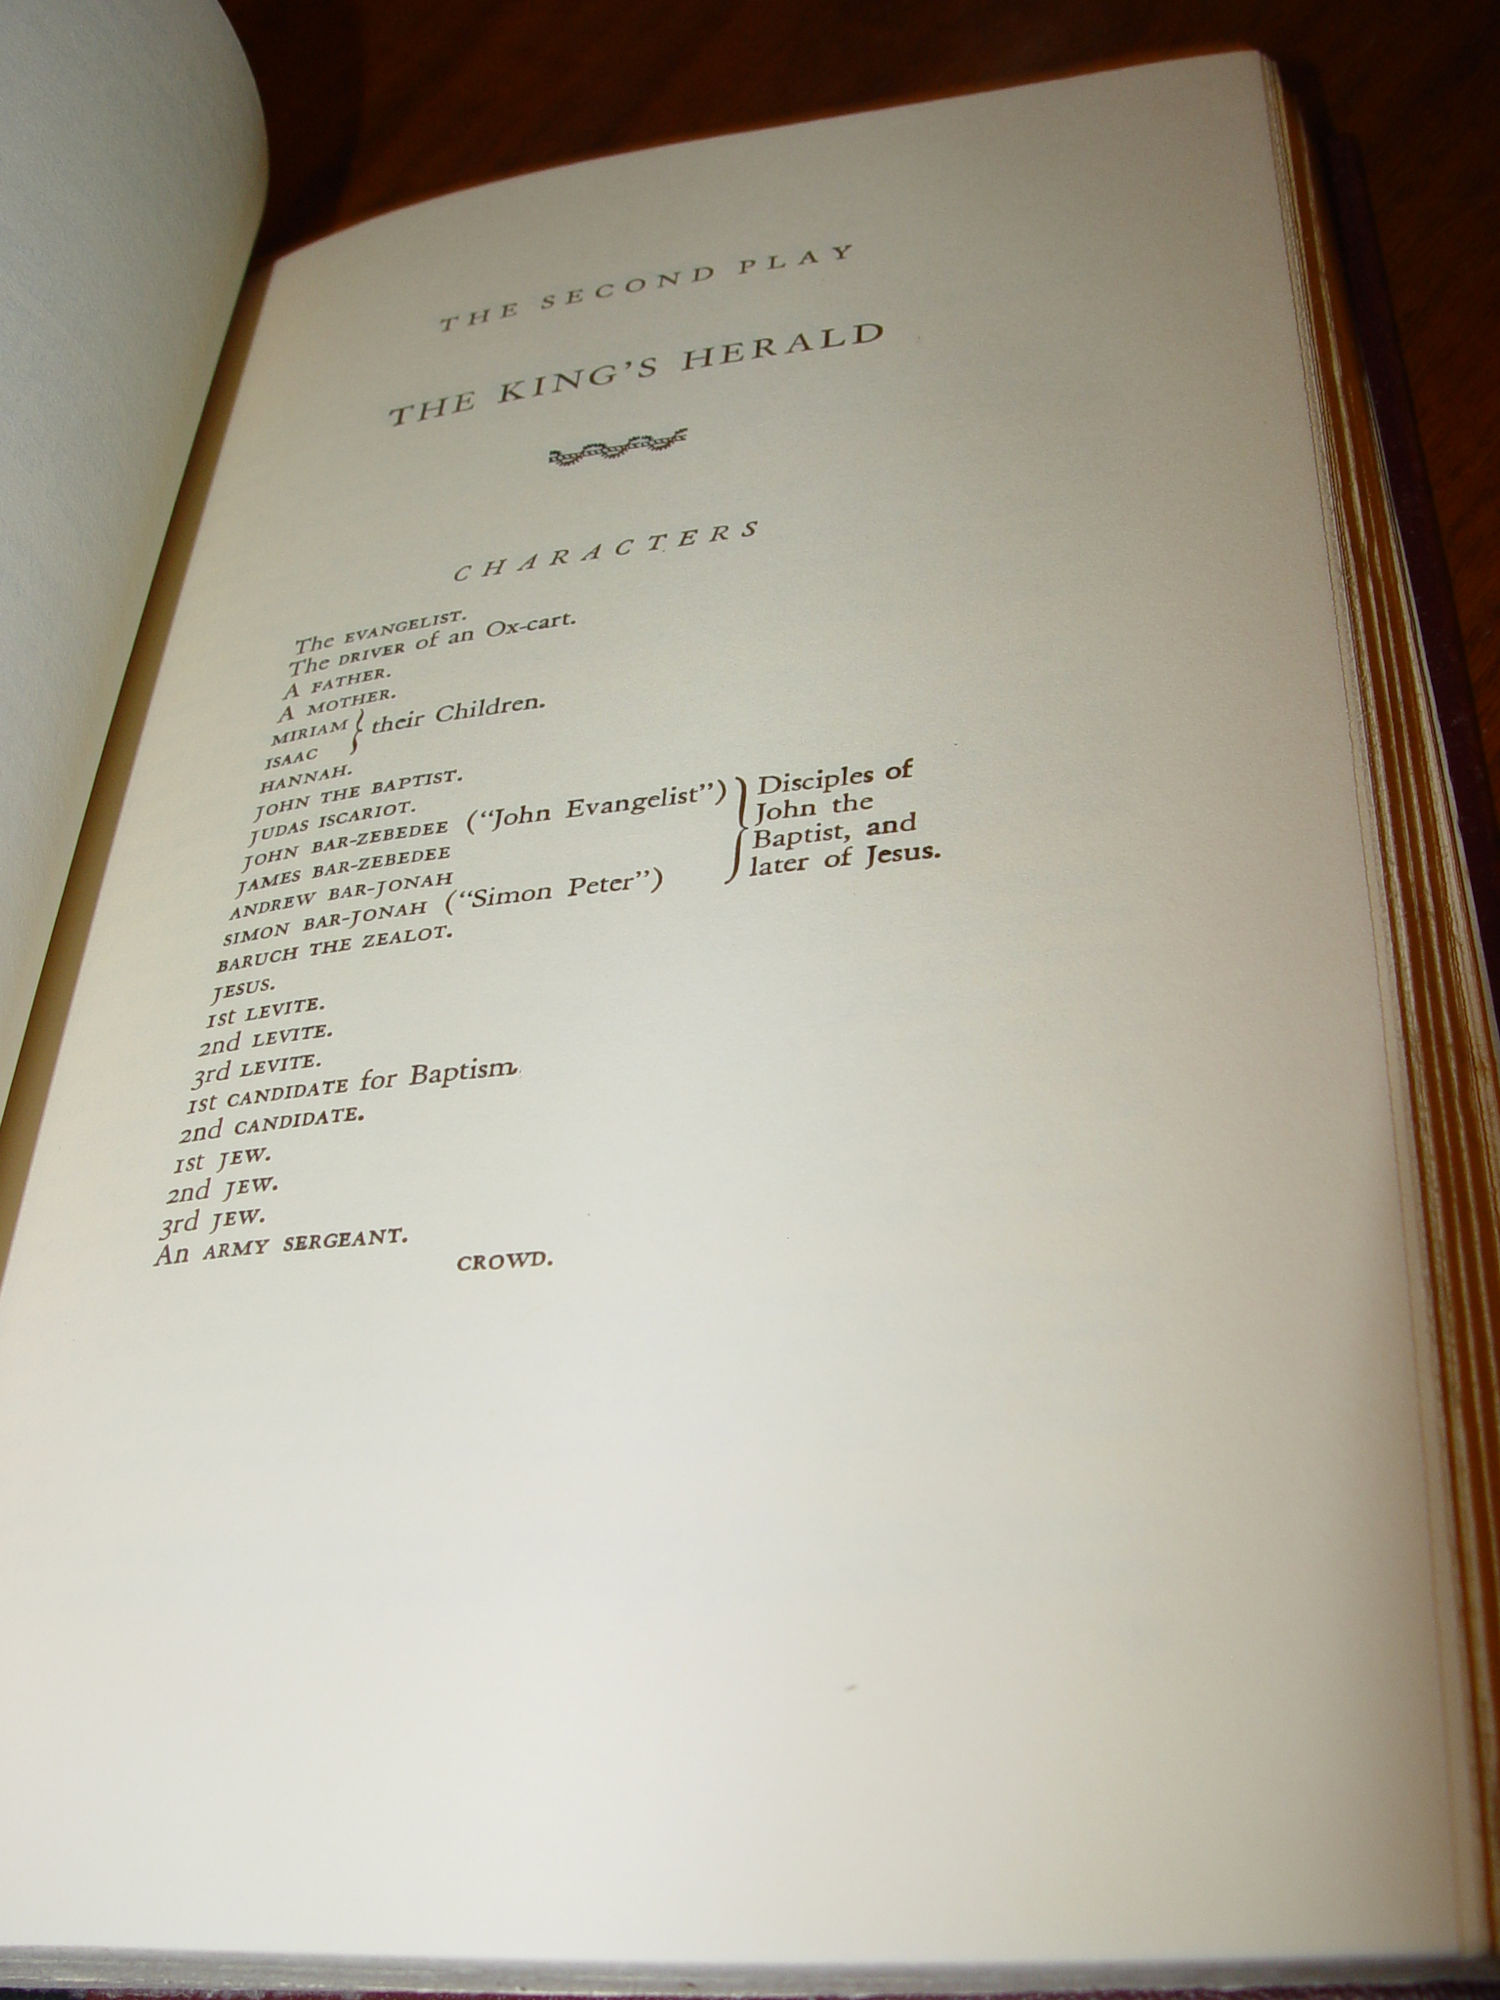 THE SECOND PLAY
THE KING'S HERALD
CHARACTERS
The EVANGELIST.
The DRIVER of an Ox-cart.
A FATHER.
A MOTHER.
MIRIAM } their Children.
ISAAC
HANNAH.
JOHN THE BAPTIST.
JUDAS ISCARIOT.
JOHN BAR-ZEBEDEE ("John Evangelist")
JAMES BAR-ZEBEDEE
ANDREW BAR-JONAH
SIMON BAR-JONAH ("Simon Peter")
} Disciples of
John the
Baptist, and
later of Jesus.
BARUCH THE ZEALOT.
JESUS.
1st LEVITE.
2nd LEVITE.
3rd LEVITE.
1st CANDIDATE for Baptism.
2nd CANDIDATE.
1st JEW.
2nd JEW.
3rd JEW.
An ARMY SERGEANT.
CROWD.